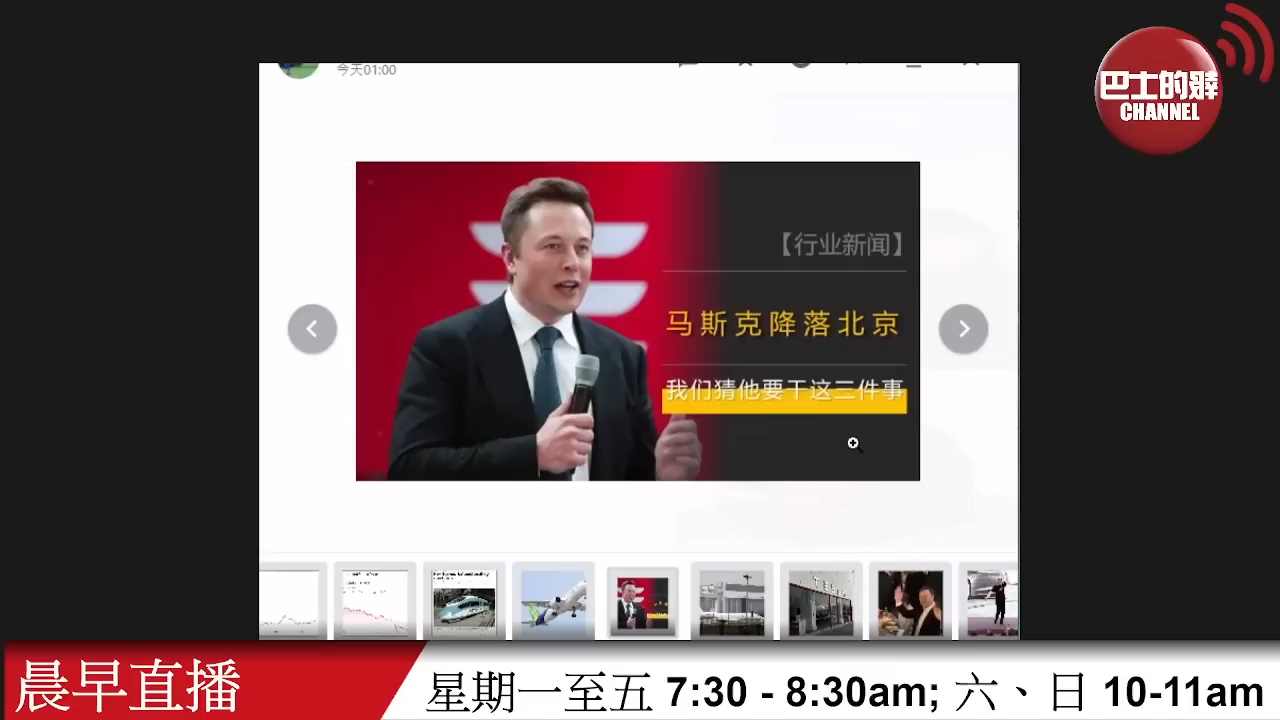 今天01:00
巴士的報
CHANNEL
【行业新闻】
马斯克降落北京
我们猜他要干这三件事
晨早直播
星期一至五 7:30 - 8:30am; 六、日 10-11am